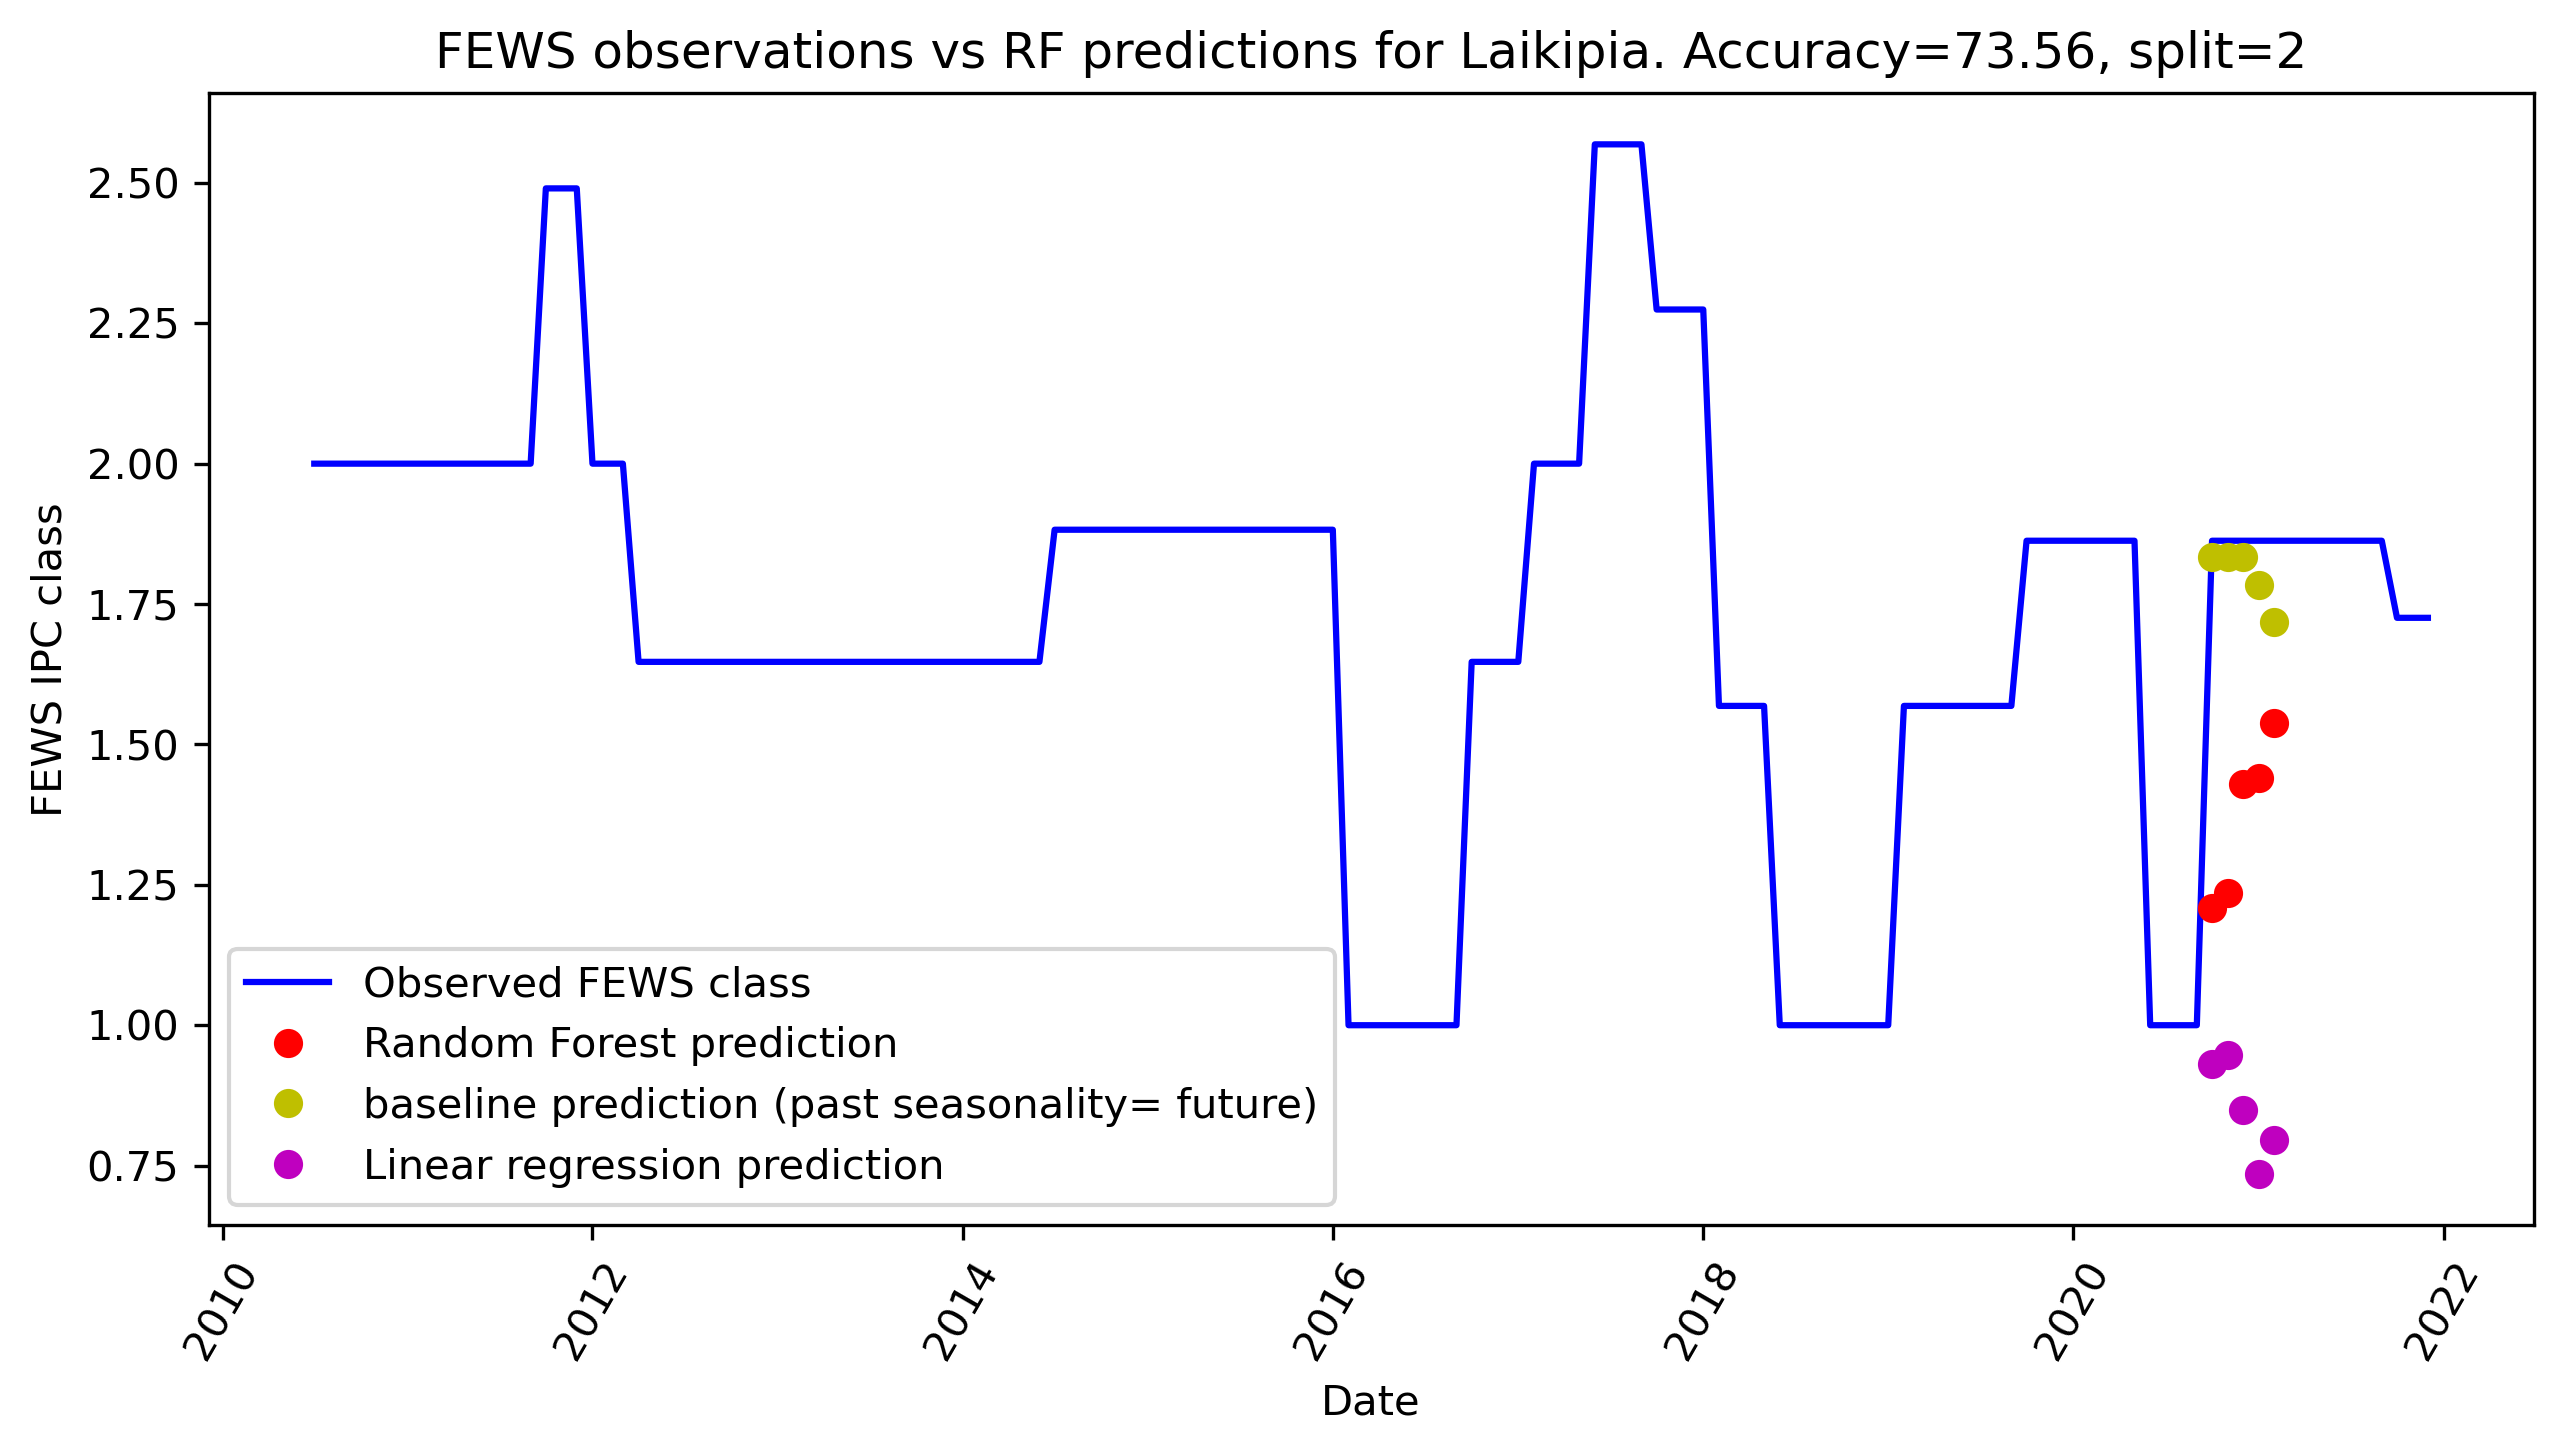 FEWS observations vs RF predictions for Laikipia. Accuracy=73.56, split=2
FEWS IPC class
2.50
2.25
2.00
1.75
1.50
1.25
1.00
0.75
Observed FEWS class
Random Forest prediction
baseline prediction (past seasonality= future)
Linear regression prediction
2010
2012
2014
2016
2018
2020
2022
Date